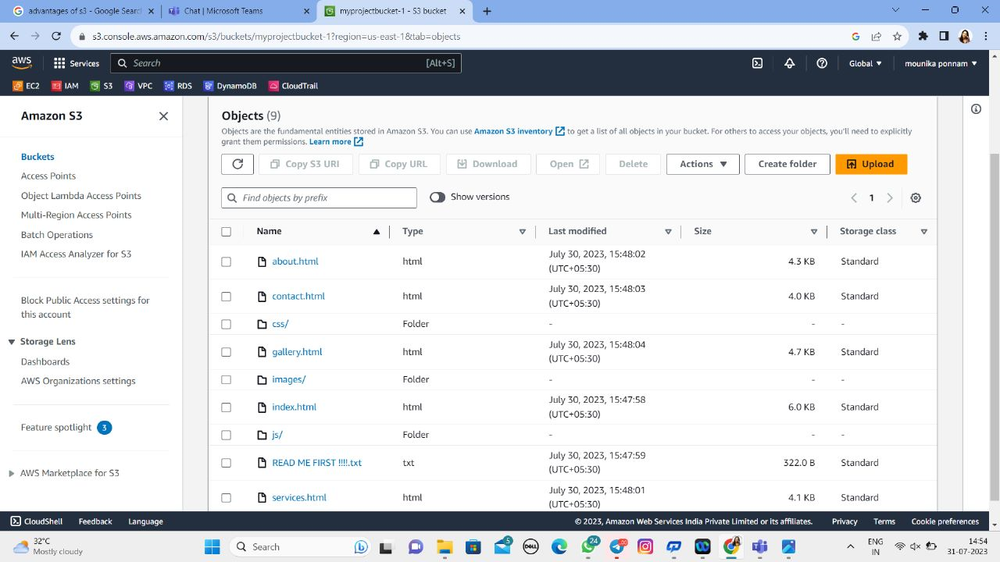 advantages of s3 - Google Search
Chat | Microsoft Teams
myprojectbucket-1 - S3 bucket
s3.console.aws.amazon.com/s3/buckets/myprojectbucket-1?region=us-east-1&tab=objects
aws
Services
Search
[Alt+S]
Global
mounika ponnam
EC2
IAM
S3
VPC
RDS
DynamoDB
CloudTrail
Amazon S3
Buckets
Access Points
Object Lambda Access Points
Multi-Region Access Points
Batch Operations
IAM Access Analyzer for S3
Block Public Access settings for
this account
Storage Lens
Dashboards
AWS Organizations settings
Feature spotlight 3
AWS Marketplace for S3
Objects (9)
Objects are the fundamental entities stored in Amazon S3. You can use Amazon S3 inventory to get a list of all objects in your bucket. For others to access your objects, you'll need to explicitly
grant them permissions. Learn more
Copy S3 URI
Copy URL
Download
Open
Delete
Actions
Create folder
Upload
Find objects by prefix
Show versions
1
Name Type Last modified Size Storage class
about.html html July 30, 2023, 15:48:02 (UTC+05:30) 4.3 KB Standard
contact.html html July 30, 2023, 15:48:03 (UTC+05:30) 4.0 KB Standard
css/ Folder - - -
gallery.html html July 30, 2023, 15:48:04 (UTC+05:30) 4.7 KB Standard
images/ Folder - - -
index.html html July 30, 2023, 15:47:58 (UTC+05:30) 6.0 KB Standard
js/ Folder - - -
READ ME FIRST !!!!.txt txt July 30, 2023, 15:47:59 (UTC+05:30) 322.0 B Standard
services.html html July 30, 2023, 15:48:01 (UTC+05:30) 4.1 KB Standard
CloudShell
Feedback
Language
© 2023, Amazon Web Services India Private Limited or its affiliates.
Privacy
Terms
Cookie preferences
32°C
Mostly cloudy
Search
5
DELL
24
ENG
IN
14:54
31-07-2023